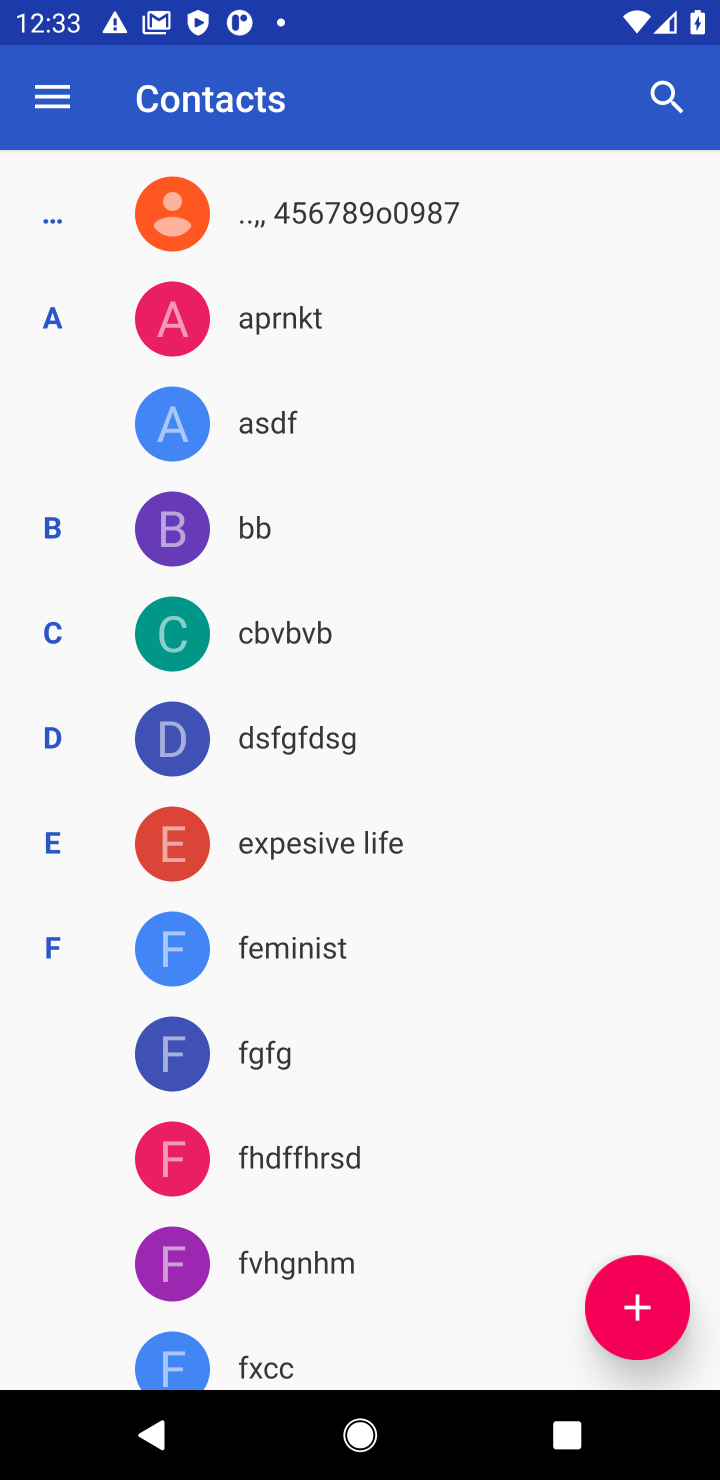 12:33
Contacts
... ..,, 456789o0987
A A aprnkt
A asdf
B B bb
C C cbvbvb
D D dsfgfdsg
E E expesive life
F F feminist
F fgfg
F fhdffhrsd
F fvhgnhm
F fxcc